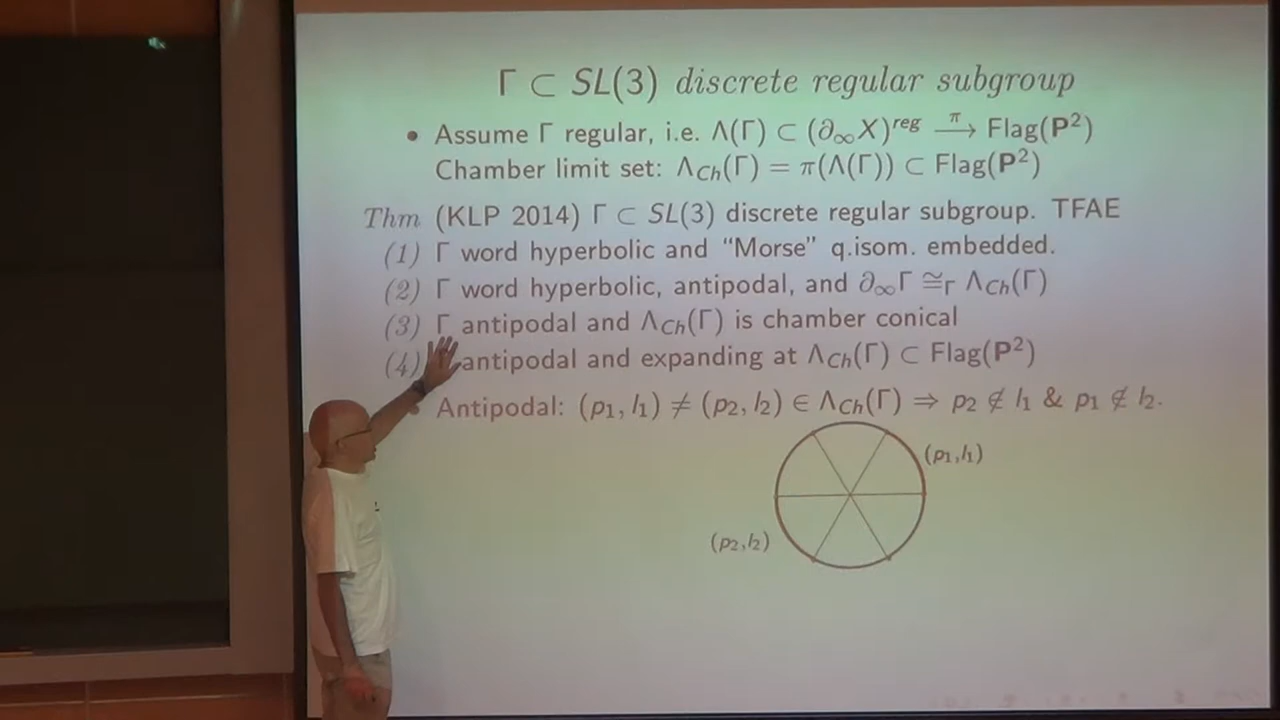 Γ ⊂ SL(3) discrete regular subgroup
• Assume Γ regular, i.e. Λ(Γ) ⊂ (∂∞X)^reg —π→ Flag(P²)
Chamber limit set: Λ_Ch(Γ) = π(Λ(Γ)) ⊂ Flag(P²)
Thm (KLP 2014) Γ ⊂ SL(3) discrete regular subgroup. TFAE
(1) Γ word hyperbolic and “Morse” q.isom. embedded.
(2) Γ word hyperbolic, antipodal, and ∂∞Γ ≅_Γ Λ_Ch(Γ)
(3) Γ antipodal and Λ_Ch(Γ) is chamber conical
(4) antipodal and expanding at Λ_Ch(Γ) ⊂ Flag(P²)
• Antipodal: (p₁, l₁) ≠ (p₂, l₂) ∈ Λ_Ch(Γ) ⇒ p₂ ∉ l₁ & p₁ ∉ l₂.
(p₁,l₁)
(p₂,l₂)